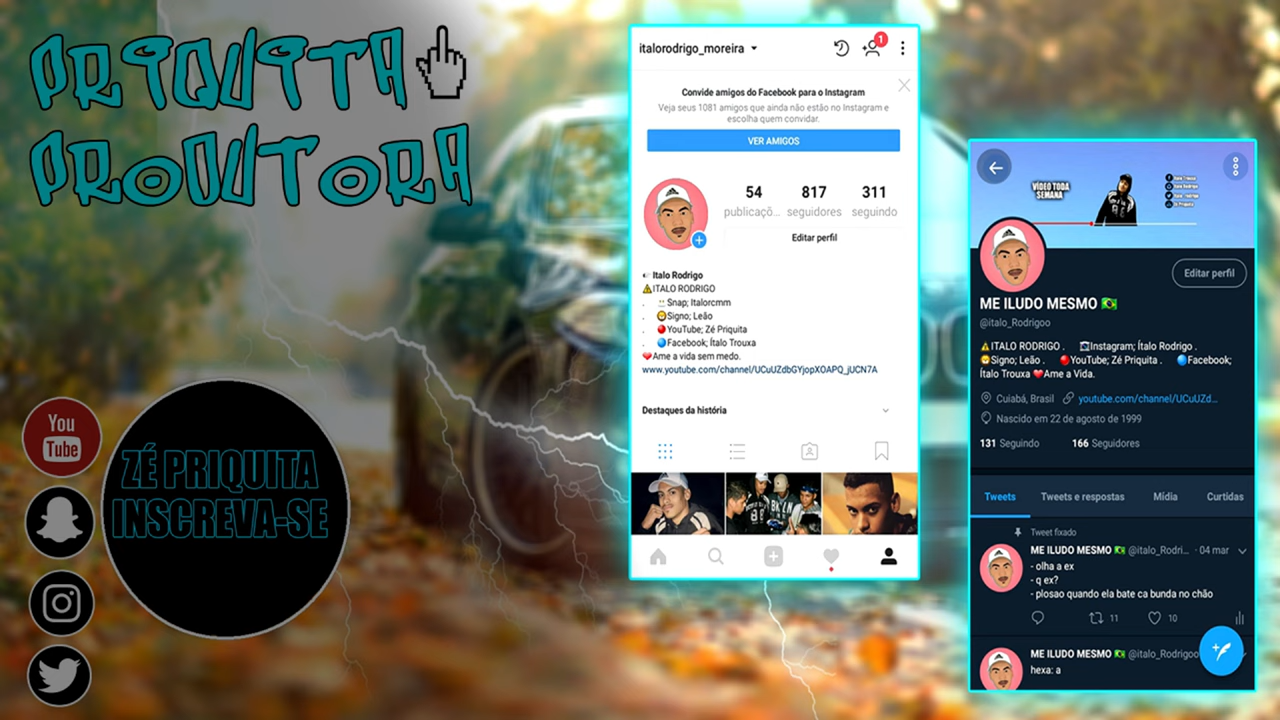 PRIQUITA
PRODUTORA
You
Tube
ZÉ PRIQUITA
INSCREVA-SE
italorodrigo_moreira
1
Convide amigos do Facebook para o Instagram
Veja seus 1081 amigos que ainda não estão no Instagram e
escolha quem convidar.
VER AMIGOS
54 817 311
publicaçõ... seguidores seguindo
Editar perfil
Italo Rodrigo
⚠ITALO RODRIGO
. Snap; Italorcmm
. Signo; Leão
. 🔴YouTube; Zé Priquita
. 🔵Facebook; Ítalo Trouxa
❤Ame a vida sem medo.
www.youtube.com/channel/UCuUZdbGYjopXOAPQ_jUCN7A
Destaques da história
VÍDEO TODA
SEMANA
Editar perfil
ME ILUDO MESMO 🇧🇷
@italo_Rodrigoo
⚠ITALO RODRIGO . Instagram; Ítalo Rodrigo .
Signo; Leão . 🔴YouTube; Zé Priquita . 🔵Facebook;
Ítalo Trouxa ❤Ame a Vida.
Cuiabá, Brasil youtube.com/channel/UCuUZd...
Nascido em 22 de agosto de 1999
131 Seguindo 166 Seguidores
Tweets Tweets e respostas Mídia Curtidas
Tweet fixado
ME ILUDO MESMO 🇧🇷 @italo_Rodri... · 04 mar
- olha a ex
- q ex?
- plosao quando ela bate ca bunda no chão
11 10
ME ILUDO MESMO 🇧🇷 @italo_Rodrigoo
hexa: a